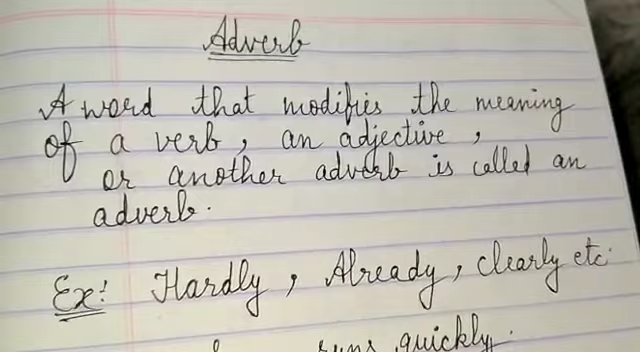 Adverb
A word that modifies the meaning
of a verb, an adjective,
or another adverb is called an
adverb.
Ex: Hardly, Already, clearly etc.
runs quickly.